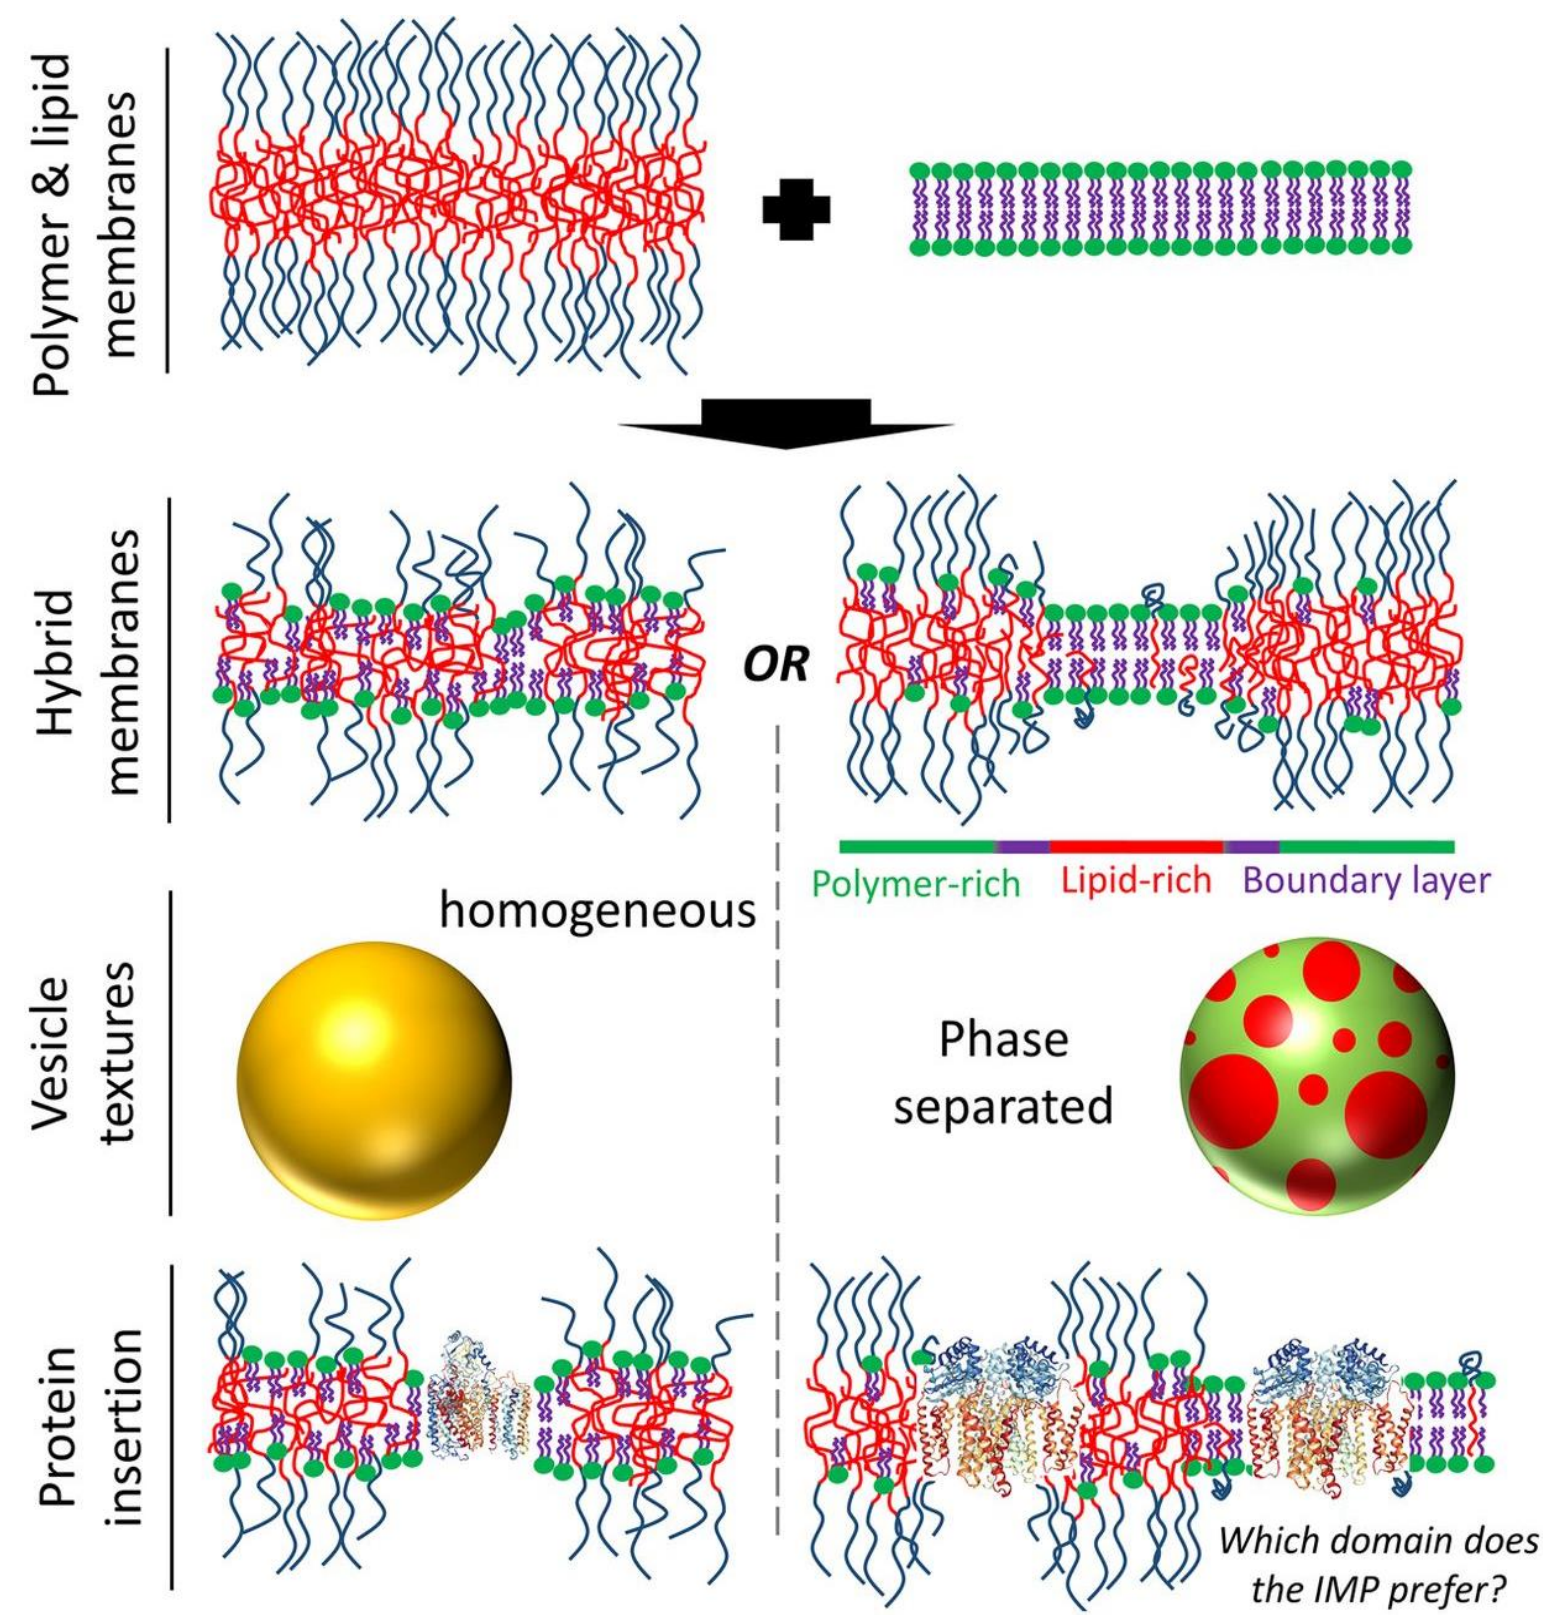 Polymer & lipid
membranes
Hybrid
membranes
OR
Polymer-rich Lipid-rich Boundary layer
Vesicle
textures
homogeneous
Phase
separated
Protein
insertion
Which domain does
the IMP prefer?